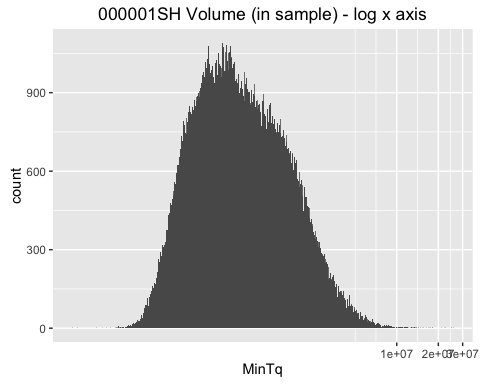 000001SH Volume (in sample) - log x axis
900
600
300
0
count
1e+07 2e+07 3e+07
MinTq